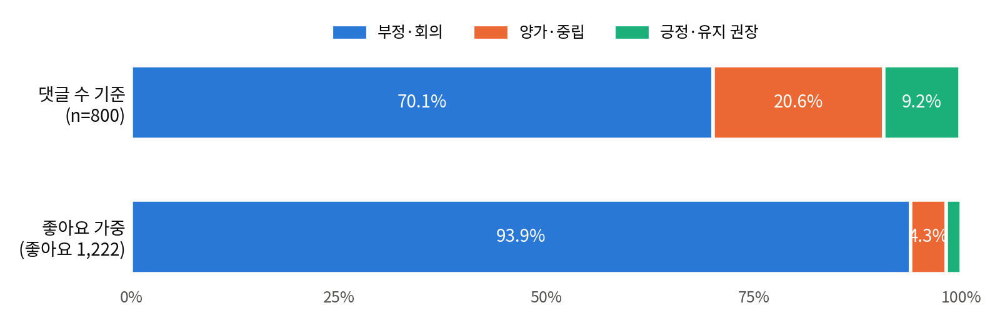 부정·회의
양가·중립
긍정·유지 권장
댓글 수 기준
(n=800)
70.1%
20.6%
9.2%
좋아요 가중
(좋아요 1,222)
93.9%
4.3%
0%
25%
50%
75%
100%